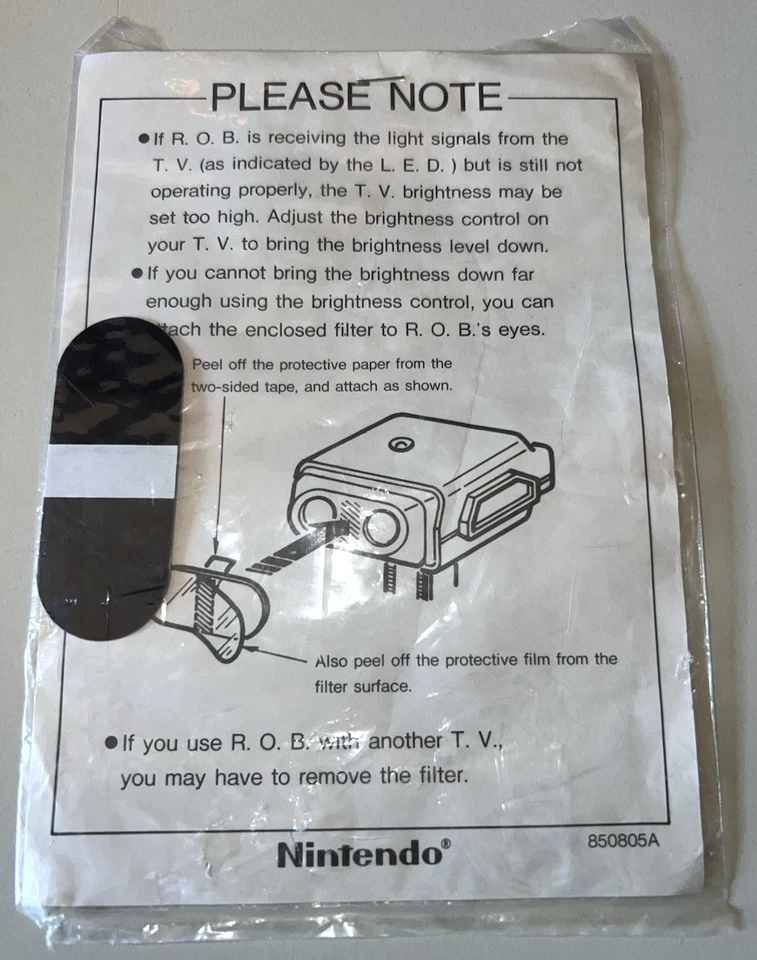 PLEASE NOTE
●If R. O. B. is receiving the light signals from the
T. V. (as indicated by the L. E. D. ) but is still not
operating properly, the T. V. brightness may be
set too high. Adjust the brightness control on
your T. V. to bring the brightness level down.
●If you cannot bring the brightness down far
enough using the brightness control, you can
ttach the enclosed filter to R. O. B.'s eyes.
Peel off the protective paper from the
two-sided tape, and attach as shown.
Also peel off the protective film from the
filter surface.
●If you use R. O. B. with another T. V.,
you may have to remove the filter.
Nintendo®
850805A